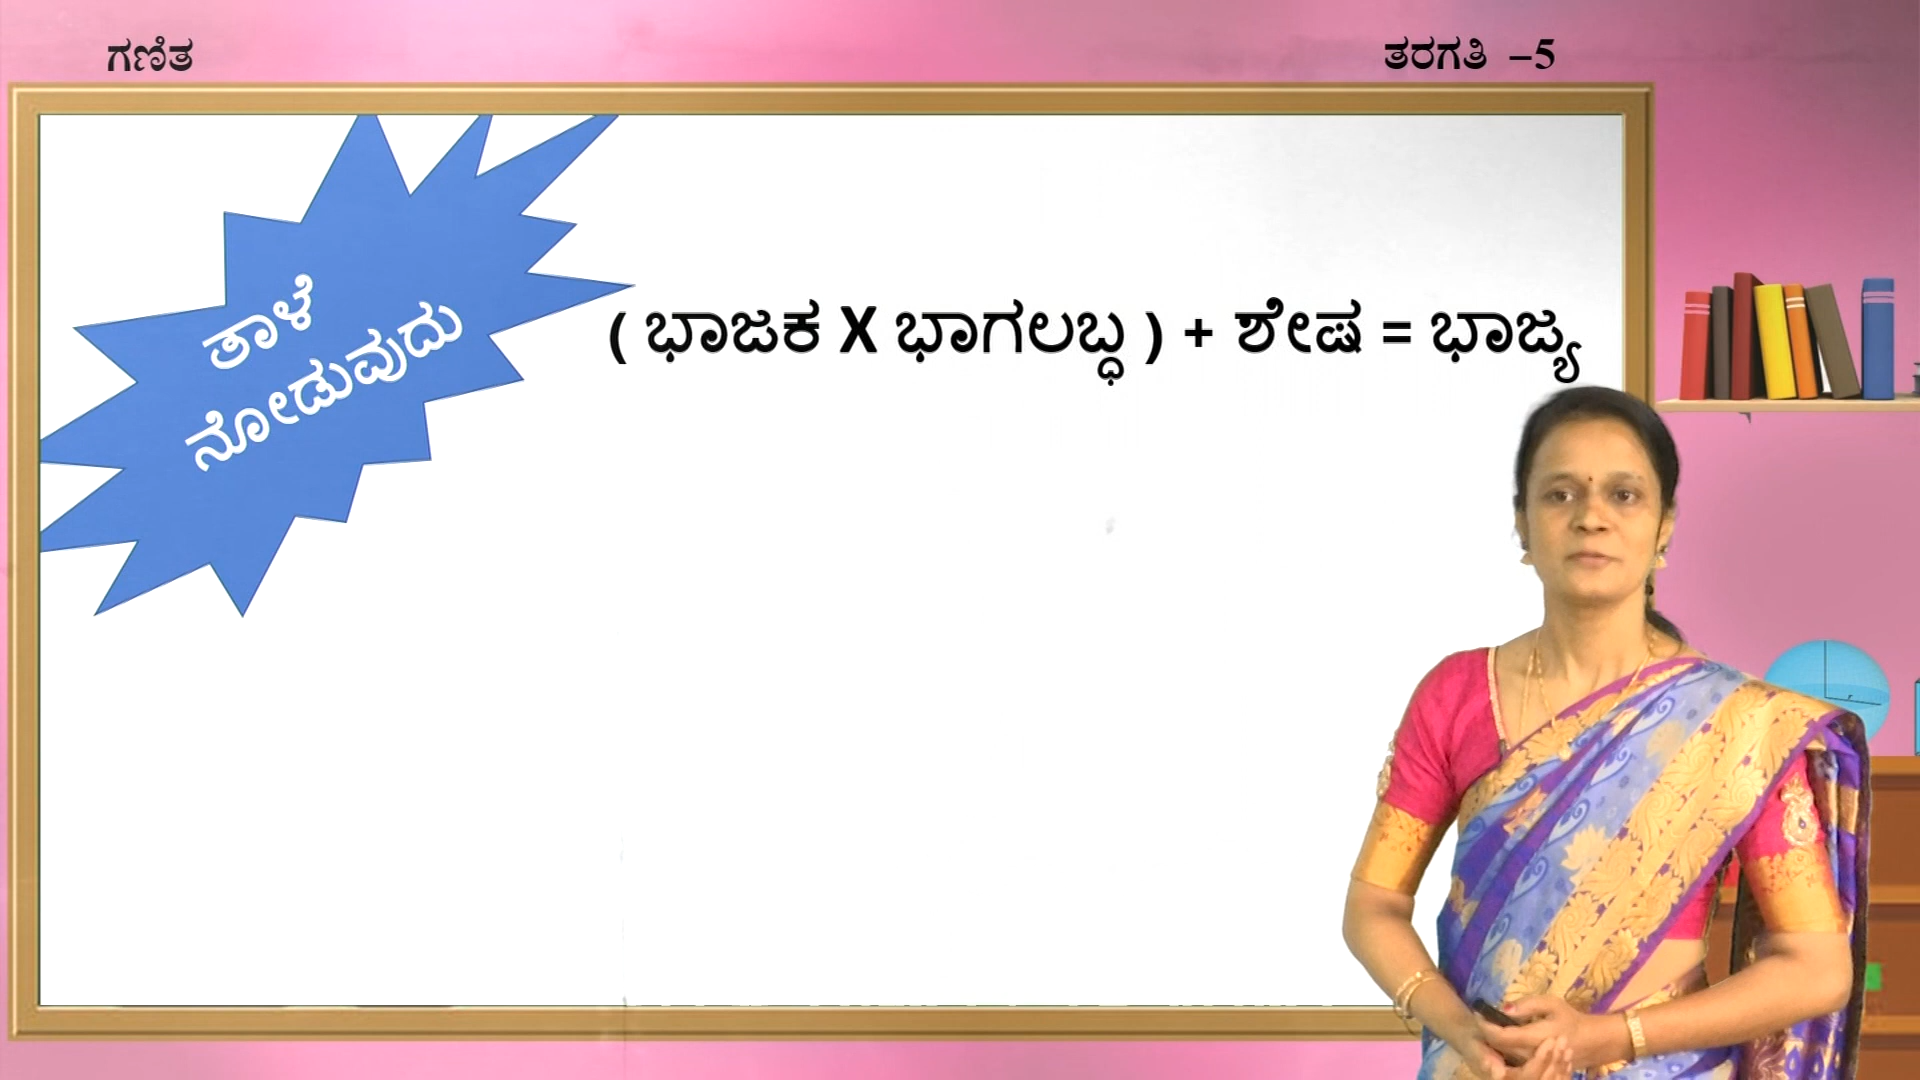 ಗಣಿತ
ತರಗತಿ –5
ತಾಳೆ
ನೋಡುವುದು
( ಭಾಜಕ X ಭಾಗಲಬ್ಧ ) + ಶೇಷ = ಭಾಜ್ಯ